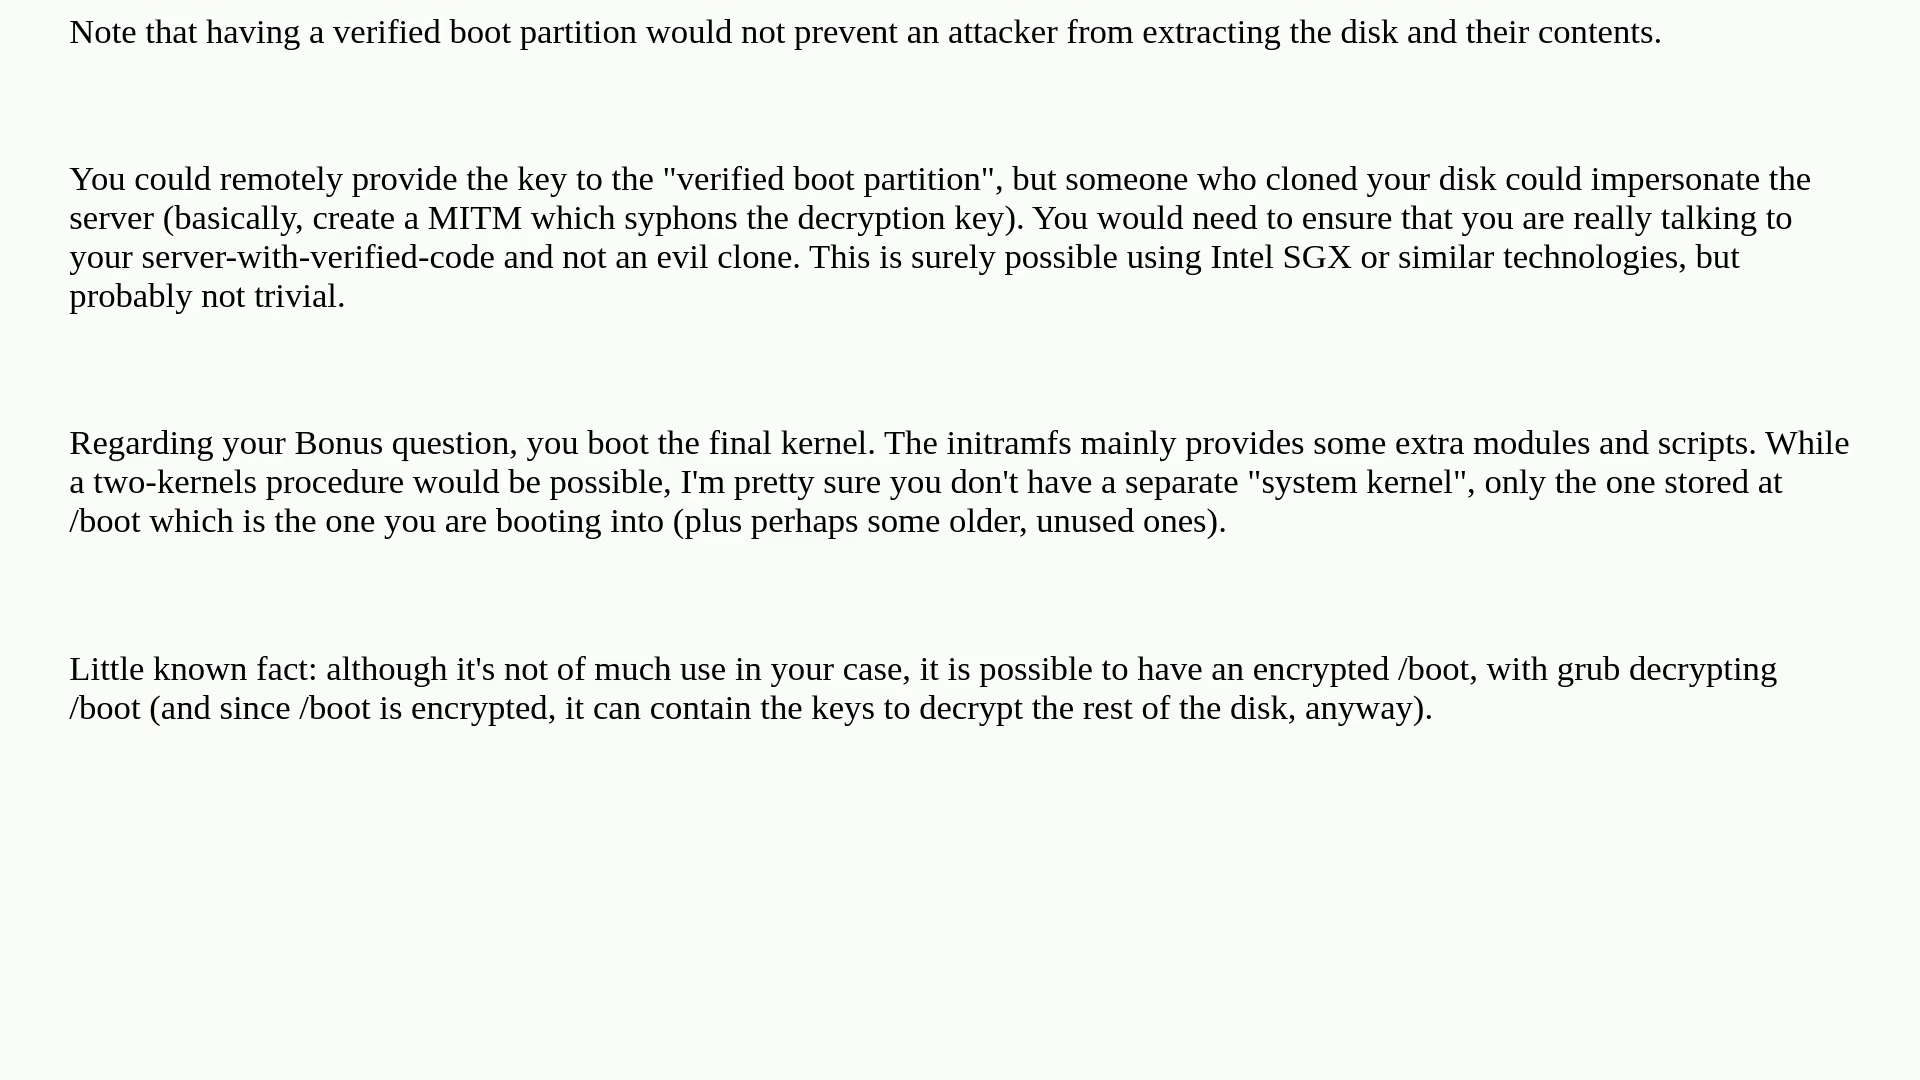 Note that having a verified boot partition would not prevent an attacker from extracting the disk and their contents.
You could remotely provide the key to the "verified boot partition", but someone who cloned your disk could impersonate the
server (basically, create a MITM which syphons the decryption key). You would need to ensure that you are really talking to
your server-with-verified-code and not an evil clone. This is surely possible using Intel SGX or similar technologies, but
probably not trivial.
Regarding your Bonus question, you boot the final kernel. The initramfs mainly provides some extra modules and scripts. While
a two-kernels procedure would be possible, I'm pretty sure you don't have a separate "system kernel", only the one stored at
/boot which is the one you are booting into (plus perhaps some older, unused ones).
Little known fact: although it's not of much use in your case, it is possible to have an encrypted /boot, with grub decrypting
/boot (and since /boot is encrypted, it can contain the keys to decrypt the rest of the disk, anyway).